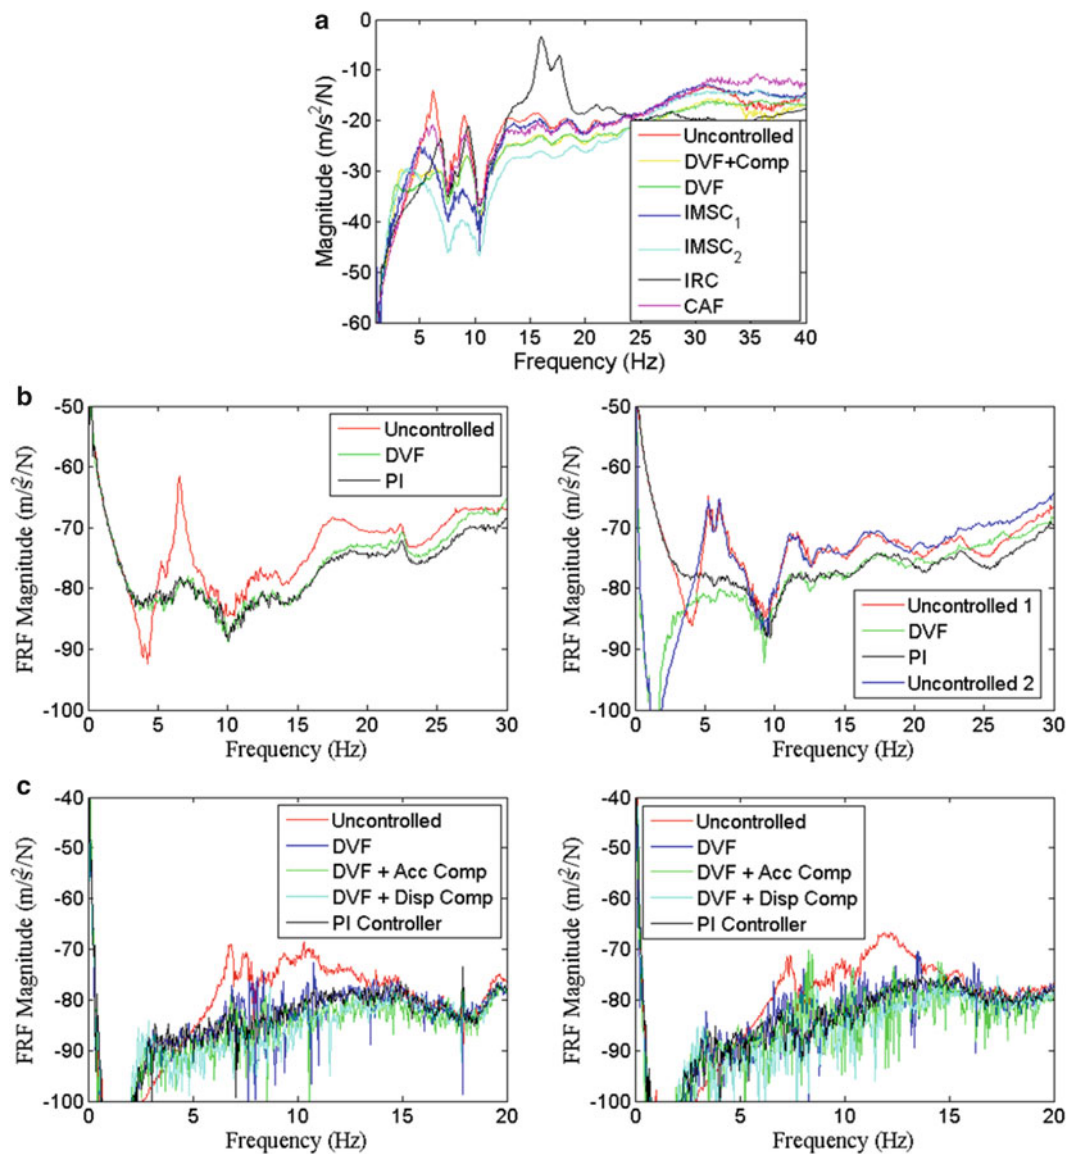 a
0
-10
-20
-30
-40
-50
-60
Magnitude (m/s²/N)
5 10 15 20 25 30 35 40
Frequency (Hz)
Uncontrolled
DVF+Comp
DVF
IMSC₁
IMSC₂
IRC
CAF
b
-50
-60
-70
-80
-90
-100
FRF Magnitude (m/s²/N)
0 5 10 15 20 25 30
Frequency (Hz)
Uncontrolled
DVF
PI
-50
-60
-70
-80
-90
-100
FRF Magnitude (m/s²/N)
0 5 10 15 20 25 30
Frequency (Hz)
Uncontrolled 1
DVF
PI
Uncontrolled 2
c
-40
-50
-60
-70
-80
-90
-100
FRF Magnitude (m/s²/N)
0 5 10 15 20
Frequency (Hz)
Uncontrolled
DVF
DVF + Acc Comp
DVF + Disp Comp
PI Controller
-40
-50
-60
-70
-80
-90
-100
FRF Magnitude (m/s²/N)
0 5 10 15 20
Frequency (Hz)
Uncontrolled
DVF
DVF + Acc Comp
DVF + Disp Comp
PI Controller